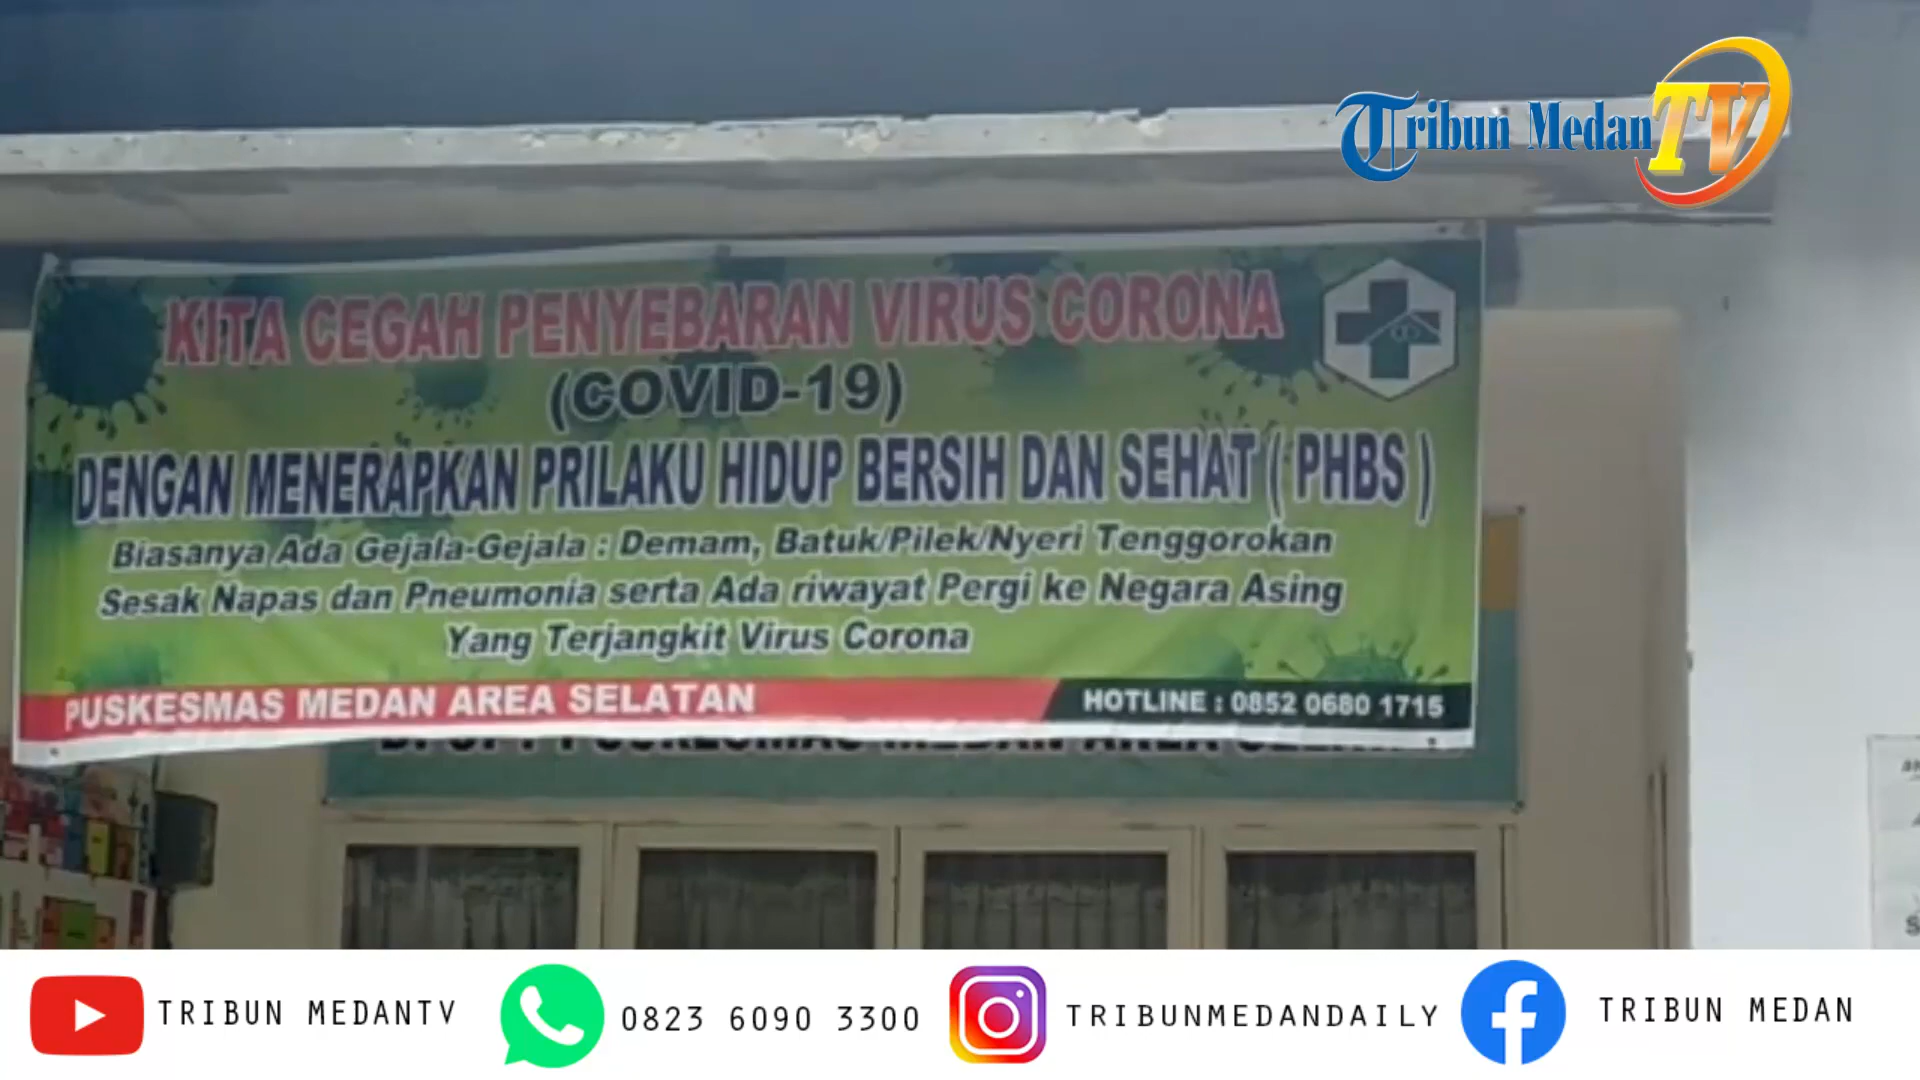 Tribun Medan TV
KITA CEGAH PENYEBARAN VIRUS CORONA
(COVID-19)
DENGAN MENERAPKAN PRILAKU HIDUP BERSIH DAN SEHAT ( PHBS )
Biasanya Ada Gejala-Gejala : Demam, Batuk/Pilek/Nyeri Tenggorokan
Sesak Napas dan Pneumonia serta Ada riwayat Pergi ke Negara Asing
Yang Terjangkit Virus Corona
PUSKESMAS MEDAN AREA SELATAN
HOTLINE : 0852 0680 1715
TRIBUN MEDANTV
0823 6090 3300
TRIBUNMEDANDAILY
TRIBUN MEDAN